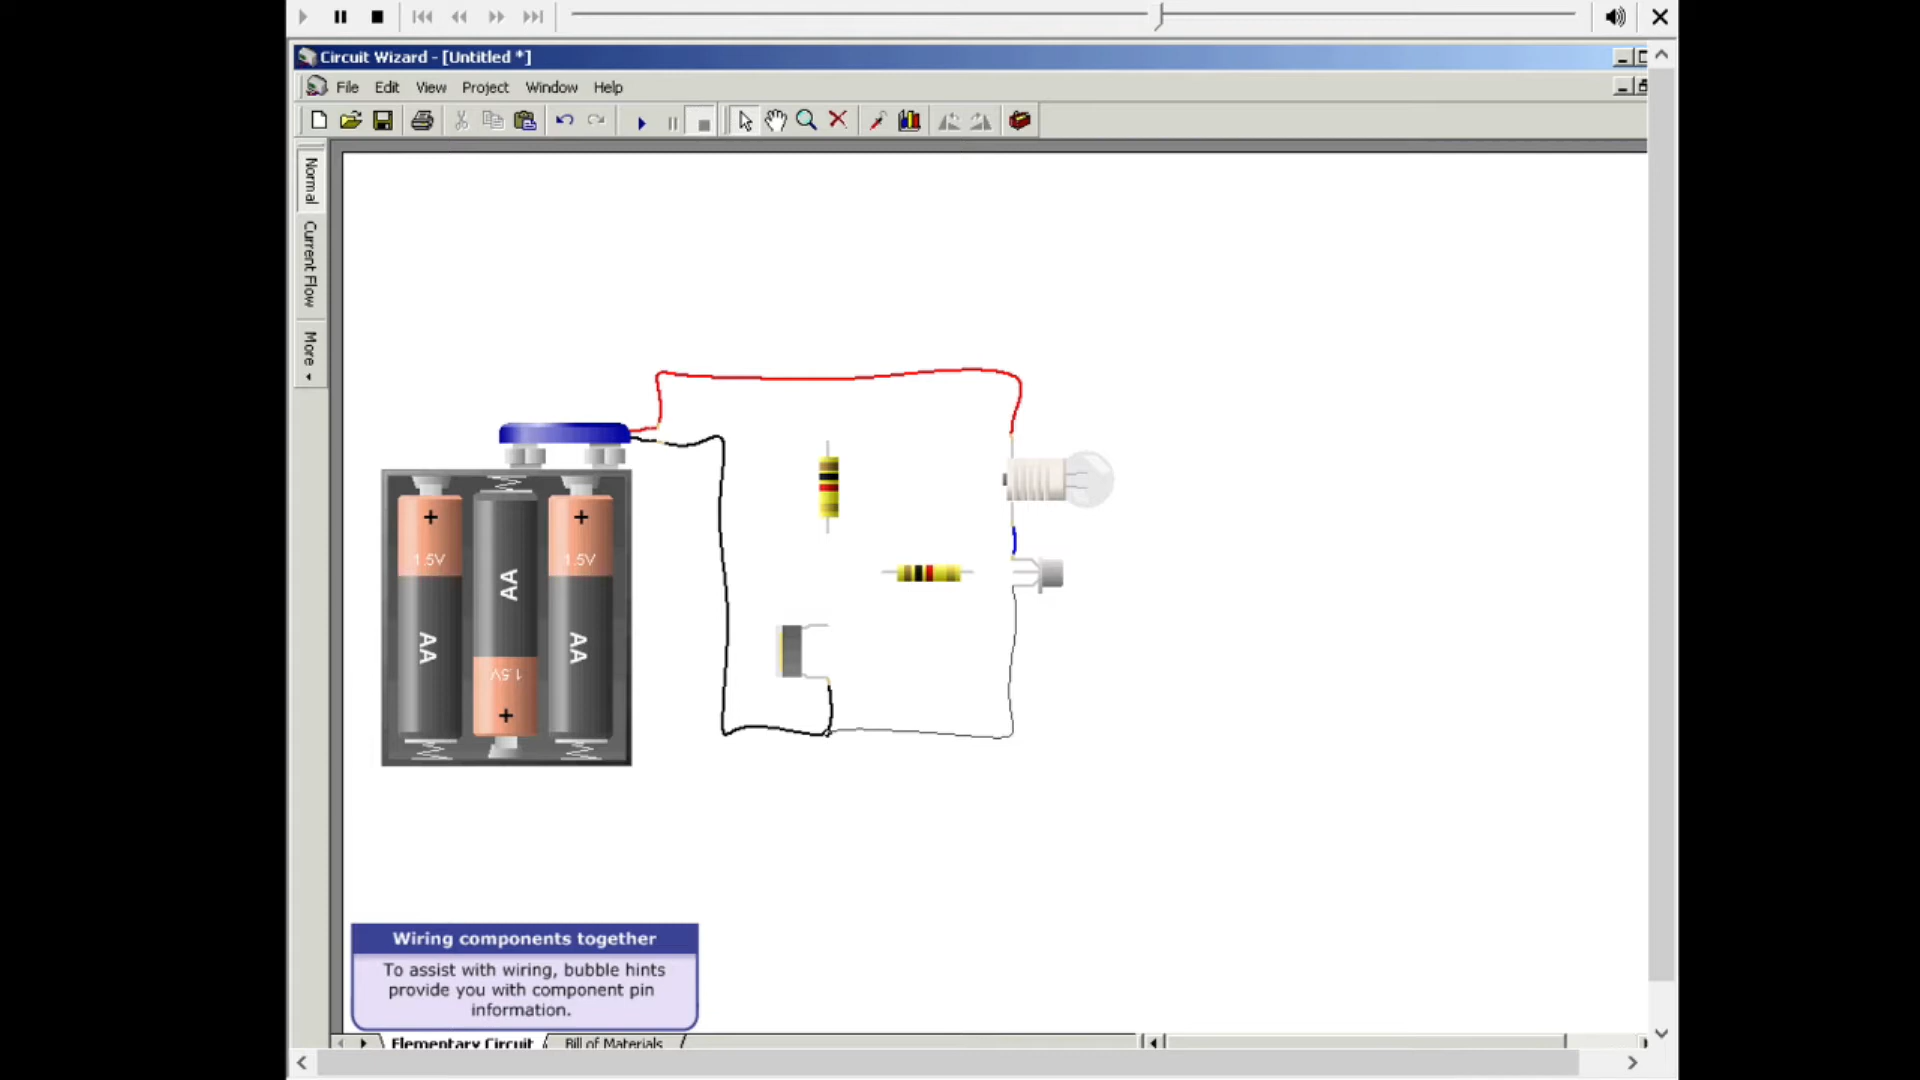 Circuit Wizard - [Untitled *]
File Edit View Project Window Help
Normal
Current Flow
More
+
1.5V
AA
AA
1.5V
+
+
1.5V
AA
Wiring components together
To assist with wiring, bubble hints
provide you with component pin
information.
Elementary Circuit
Bill of Materials